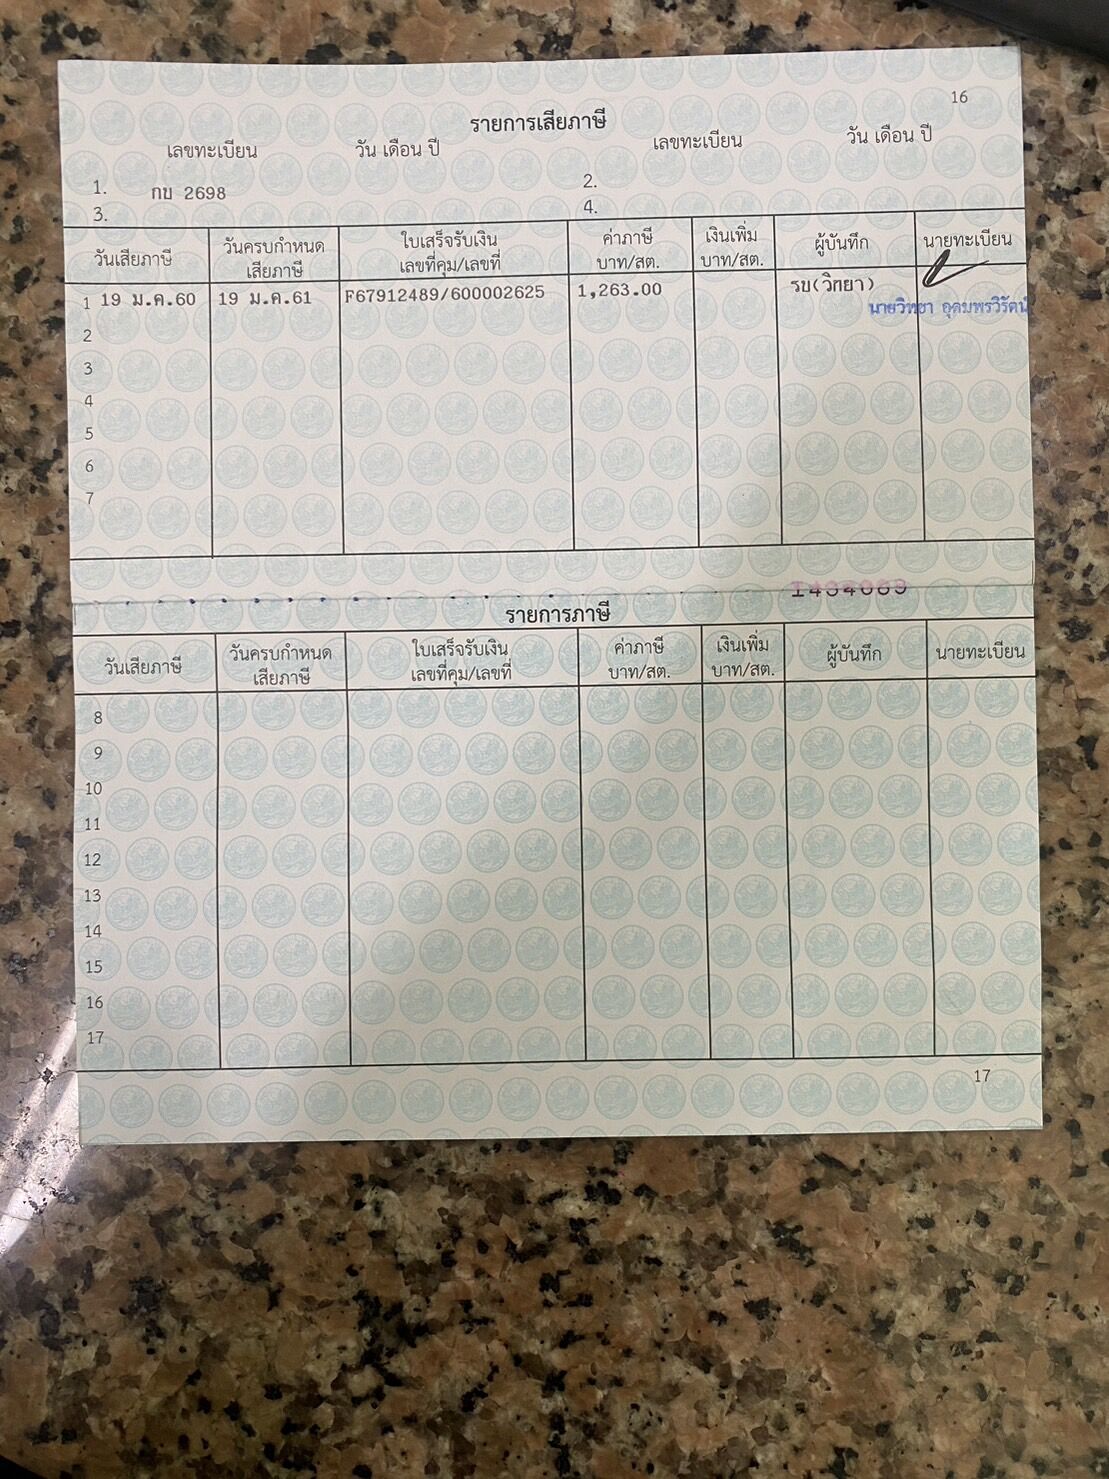 16
รายการเสียภาษี
เลขทะเบียน วัน เดือน ปี เลขทะเบียน วัน เดือน ปี
1. กบ 2698 2.
3. 4.
วันเสียภาษี วันครบกำหนด เสียภาษี ใบเสร็จรับเงิน เลขที่คุม/เลขที่ ค่าภาษี บาท/สต. เงินเพิ่ม บาท/สต. ผู้บันทึก นายทะเบียน
1 19 ม.ค.60 19 ม.ค.61 F67912489/600002625 1,263.00 รบ(วิทยา)
นายวิทยา อุดมพรวิรัตน์
2
3
4
5
6
7
รายการภาษี
วันเสียภาษี วันครบกำหนด เสียภาษี ใบเสร็จรับเงิน เลขที่คุม/เลขที่ ค่าภาษี บาท/สต. เงินเพิ่ม บาท/สต. ผู้บันทึก นายทะเบียน
8
9
10
11
12
13
14
15
16
17
17